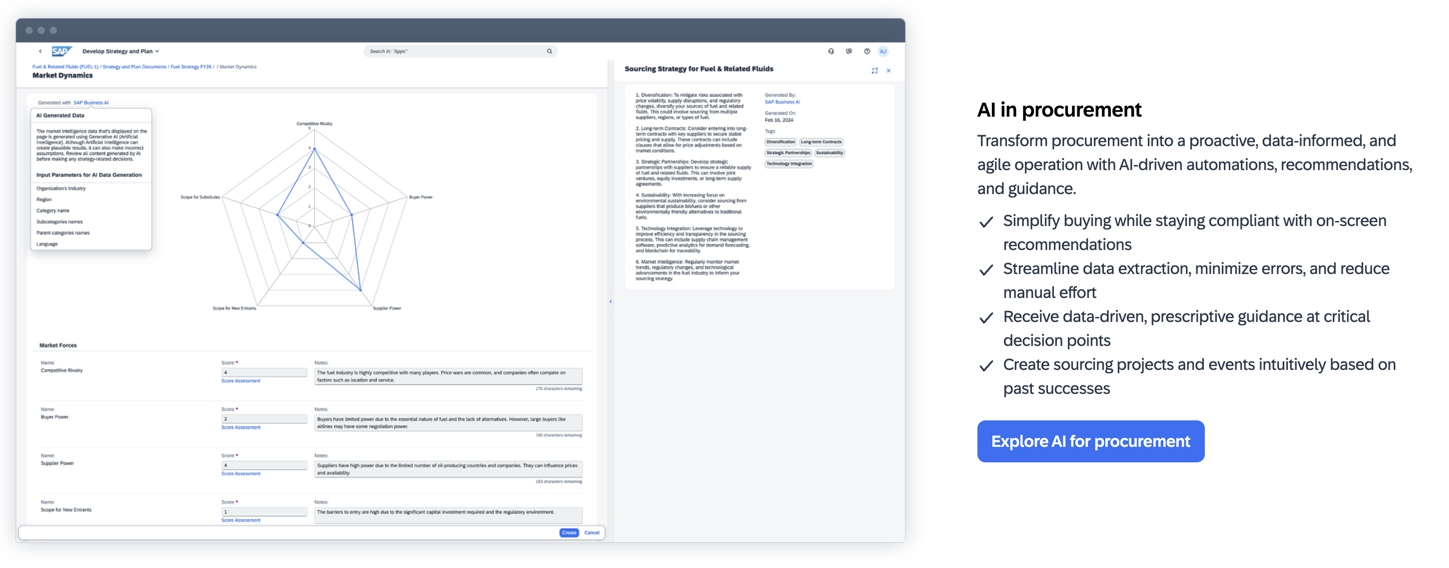 SAP
Develop Strategy and Plan
Search In: "Apps"
AJ
Fuel & Related Fluids (FUEL-1) / Strategy and Plan Documents / Fuel Strategy FY26 / / Market Dynamics
Market Dynamics
Generated with SAP Business AI
AI Generated Data
The market intelligence data that's displayed on the
page is generated using Generative AI (Artificial
Intelligence). Although Artificial Intelligence can
create plausible results, it can also make incorrect
assumptions. Review all content generated by AI
before making any strategy-related decisions.
Input Parameters for AI Data Generation
Organization's Industry
Region
Category name
Subcategories names
Parent categories names
Language
Competitive Rivalry
5
4
3
2
1
0
Scope for Substitutes
Buyer Power
Scope for New Entrants
Supplier Power
Market Forces
Name:
Score:*
Notes:
Competitive Rivalry
4
The fuel industry is highly competitive with many players. Price wars are common, and companies often compete on
factors such as location and service.
Score Assessment
176 characters remaining
Name:
Score:*
Notes:
Buyer Power
2
Buyers have limited power due to the essential nature of fuel and the lack of alternatives. However, large buyers like
airlines may have some negotiation power.
Score Assessment
Name:
Score:*
Notes:
Supplier Power
4
Suppliers have high power due to the limited number of oil-producing countries and companies. They can influence prices
and availability.
Score Assessment
183 characters remaining
Name:
Score:*
Notes:
Scope for New Entrants
1
The barriers to entry are high due to the significant capital investment required and the regulatory environment.
Score Assessment
Create
Cancel
Sourcing Strategy for Fuel & Related Fluids
1. Diversification: To mitigate risks associated with
price volatility, supply disruptions, and regulatory
changes, diversify your sources of fuel and related
fluids. This could involve sourcing from multiple
suppliers, regions, or types of fuel.
2. Long-term Contracts: Consider entering into long-
term contracts with key suppliers to secure stable
pricing and supply. These contracts can include
clauses that allow for price adjustments based on
market conditions.
3. Strategic Partnerships: Develop strategic
partnerships with suppliers to ensure a reliable supply
of fuel and related fluids. This can involve joint
ventures, equity investments, or long-term supply
agreements.
4. Sustainability: With increasing focus on
environmental sustainability, consider sourcing from
suppliers that produce biofuels or other
environmentally friendly alternatives to traditional
fuels.
5. Technology Integration: Leverage technology to
improve efficiency and transparency in the sourcing
process. This can include supply chain management
software, predictive analytics for demand forecasting,
and blockchain for traceability.
6. Market Intelligence: Regularly monitor market
trends, regulatory changes, and technological
advancements in the fuel industry to inform your
sourcing strategy.
Generated By:
SAP Business AI
Generated On:
Feb 16, 2024
Tags:
Diversification
Long-term Contracts
Strategic Partnerships
Sustainability
Technology Integration
AI in procurement
Transform procurement into a proactive, data-informed, and
agile operation with AI-driven automations, recommendations,
and guidance.
Simplify buying while staying compliant with on-screen
recommendations
Streamline data extraction, minimize errors, and reduce
manual effort
Receive data-driven, prescriptive guidance at critical
decision points
Create sourcing projects and events intuitively based on
past successes
Explore AI for procurement